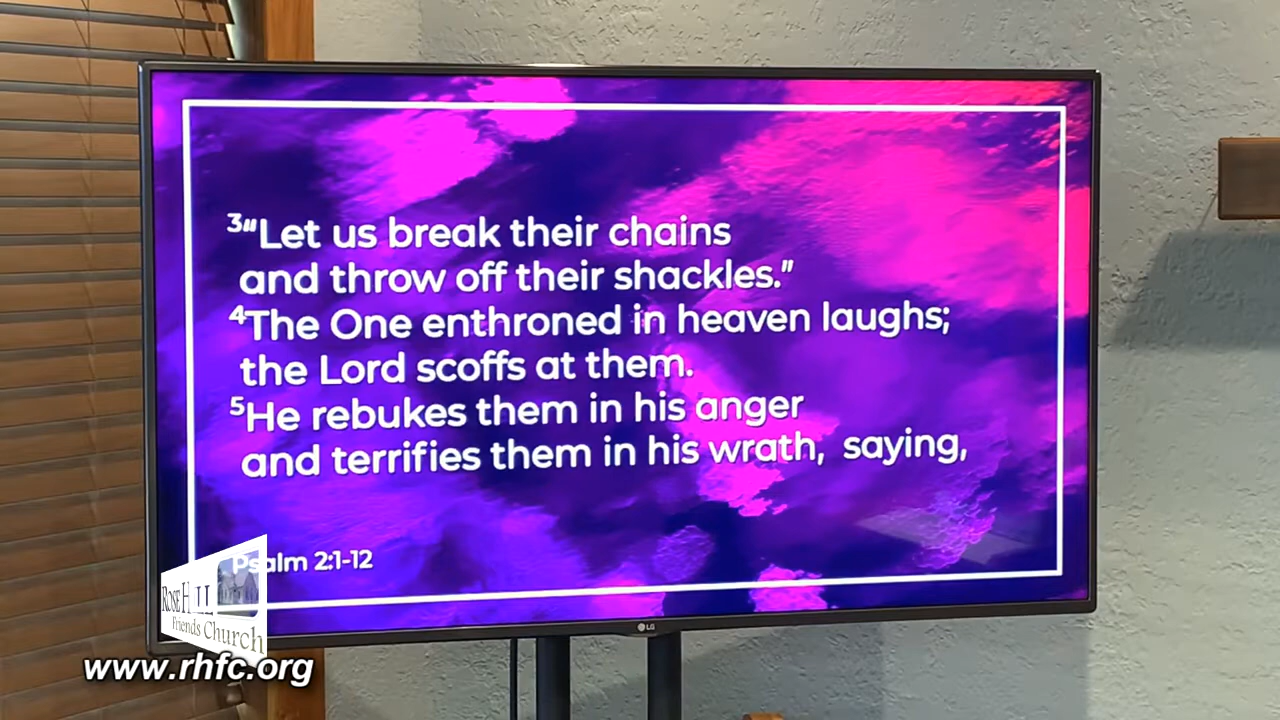 ³“Let us break their chains
and throw off their shackles.”
⁴The One enthroned in heaven laughs;
the Lord scoffs at them.
⁵He rebukes them in his anger
and terrifies them in his wrath, saying,
Psalm 2:1-12
LG
Rose Hill
Friends Church
www.rhfc.org